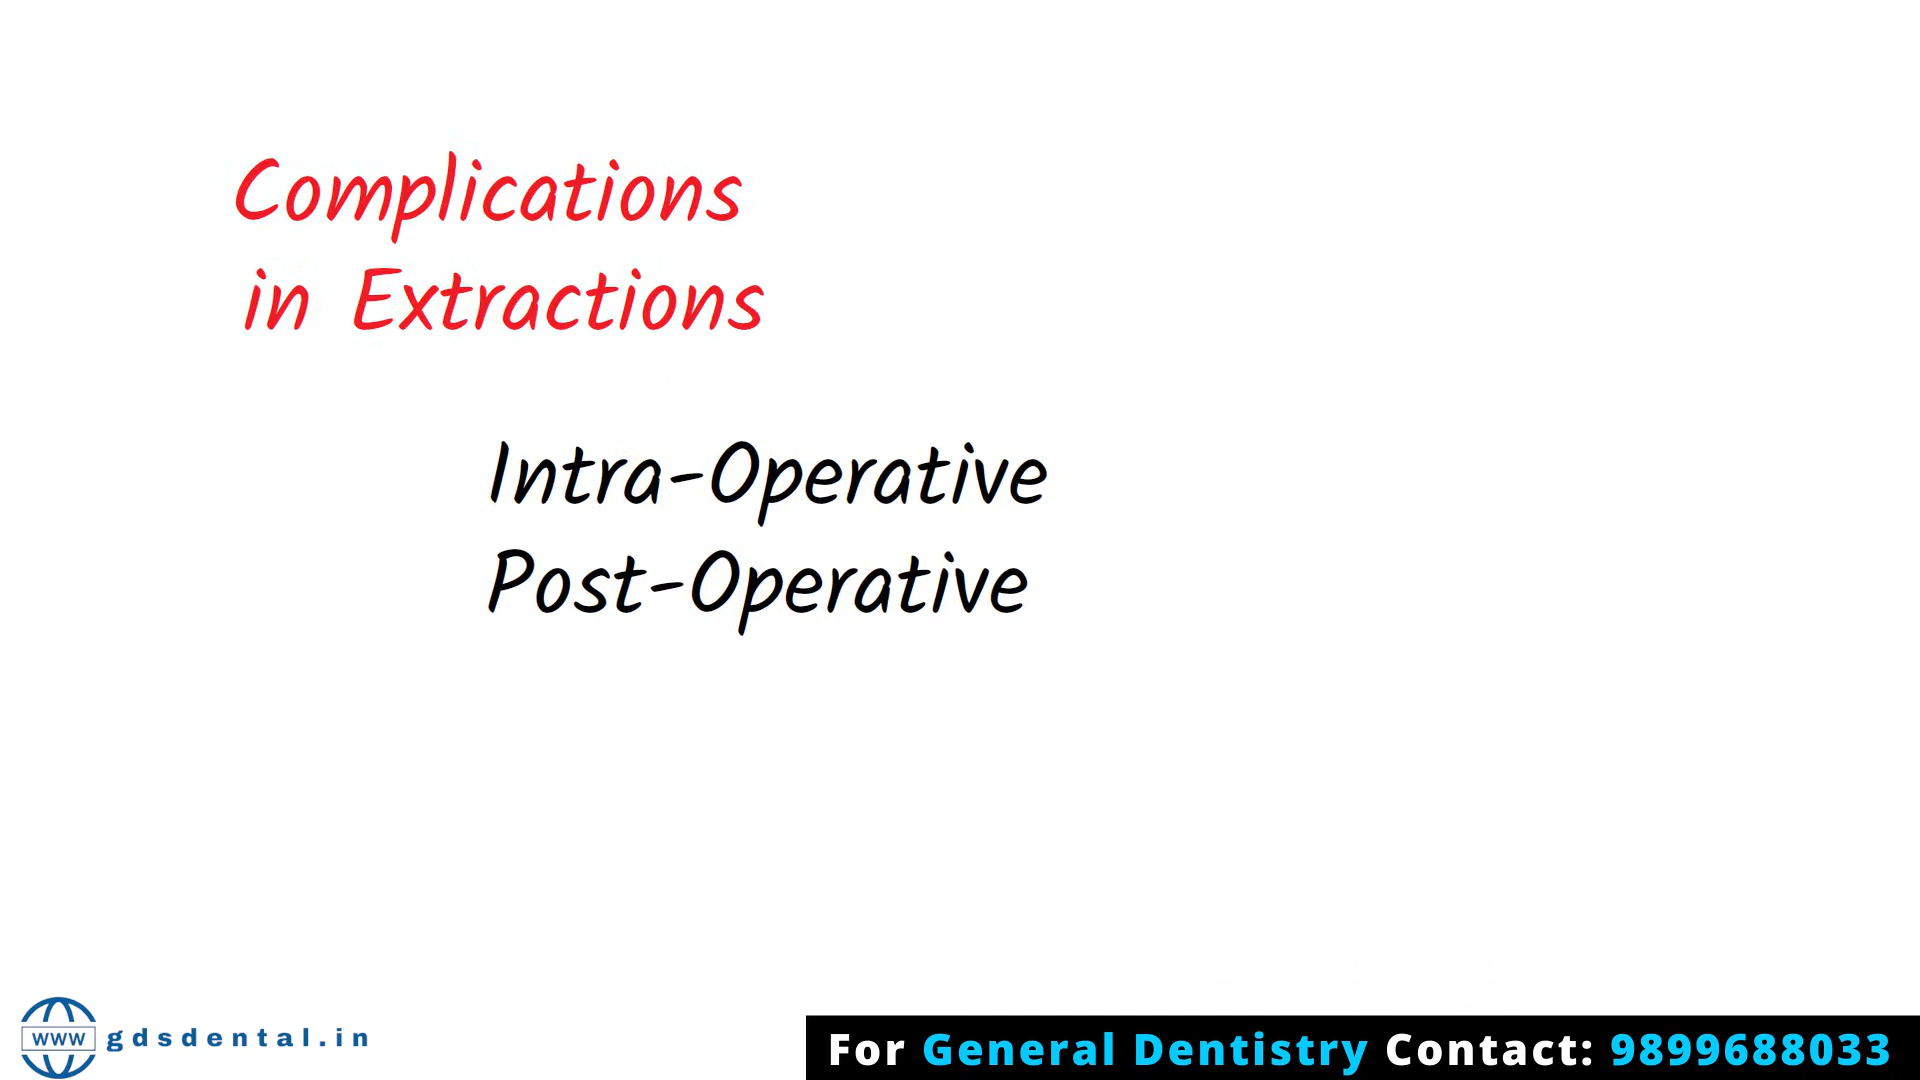 Complications
in Extractions
Intra-Operative
Post-Operative
www gdsdental.in
For General Dentistry Contact: 9899688033